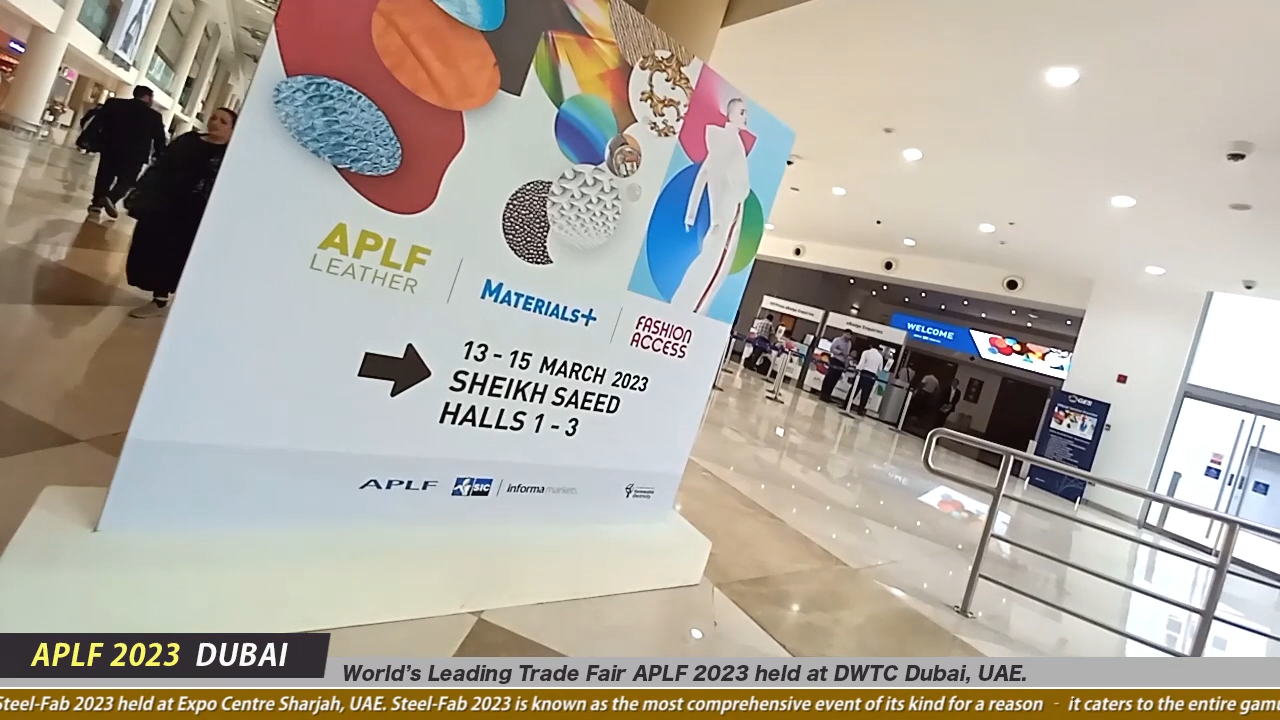 APLF
LEATHER
MATERIALS+
FASHION
ACCESS
13 - 15 MARCH 2023
SHEIKH SAEED
HALLS 1 - 3
APLF
SIC
informa markets
WELCOME
GES
APLF 2023 DUBAI
World's Leading Trade Fair APLF 2023 held at DWTC Dubai, UAE.
Steel-Fab 2023 held at Expo Centre Sharjah, UAE. Steel-Fab 2023 is known as the most comprehensive event of its kind for a reason - it caters to the entire gam